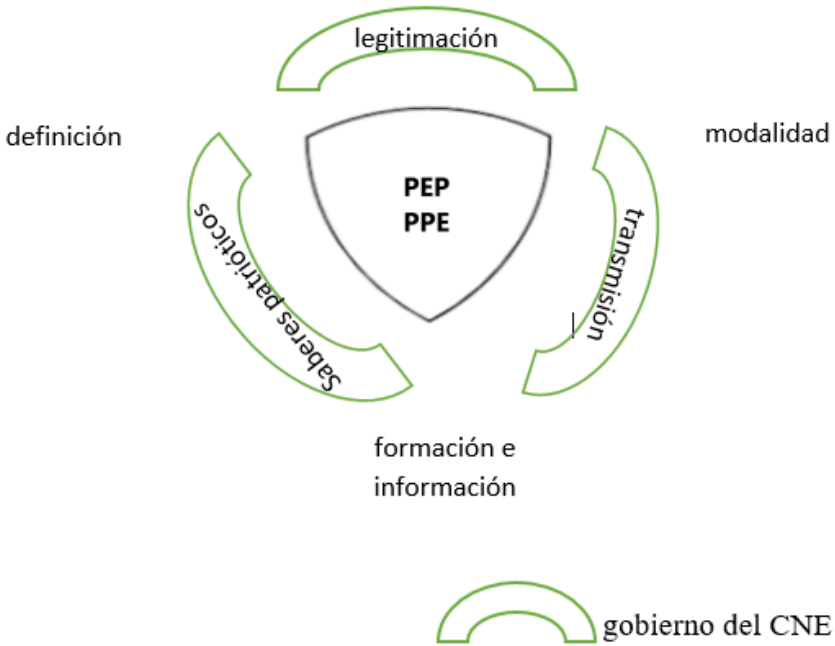 legitimación
definición
modalidad
PEP
PPE
Saberes patrióticos
transmisión
formación e
información
gobierno del CNE